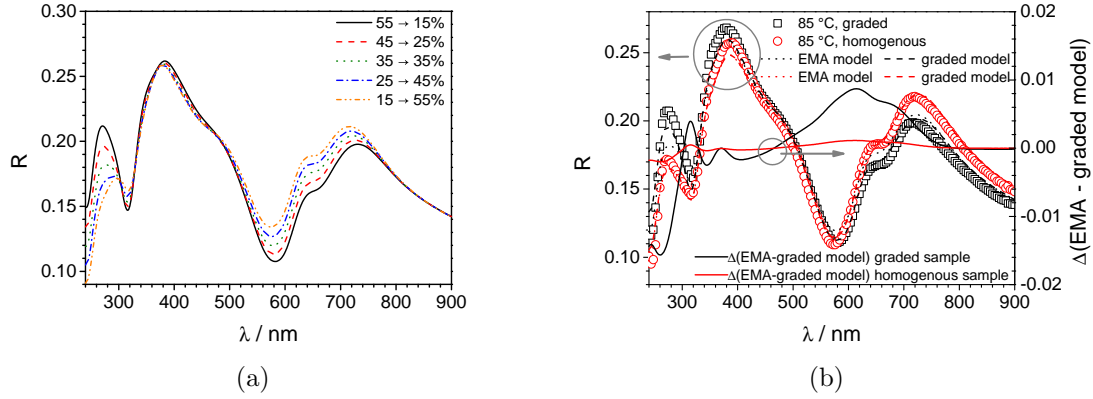 0.30
0.25
0.20
0.15
0.10
R
55 → 15%
45 → 25%
35 → 35%
25 → 45%
15 → 55%
300 400 500 600 700 800 900
λ / nm
(a)
0.25
0.20
0.15
0.10
R
85 °C, graded
85 °C, homogenous
EMA model graded model
EMA model graded model
Δ(EMA-graded model) graded sample
Δ(EMA-graded model) homogenous sample
0.02
0.01
0.00
-0.01
-0.02
Δ(EMA - graded model)
300 400 500 600 700 800 900
λ / nm
(b)